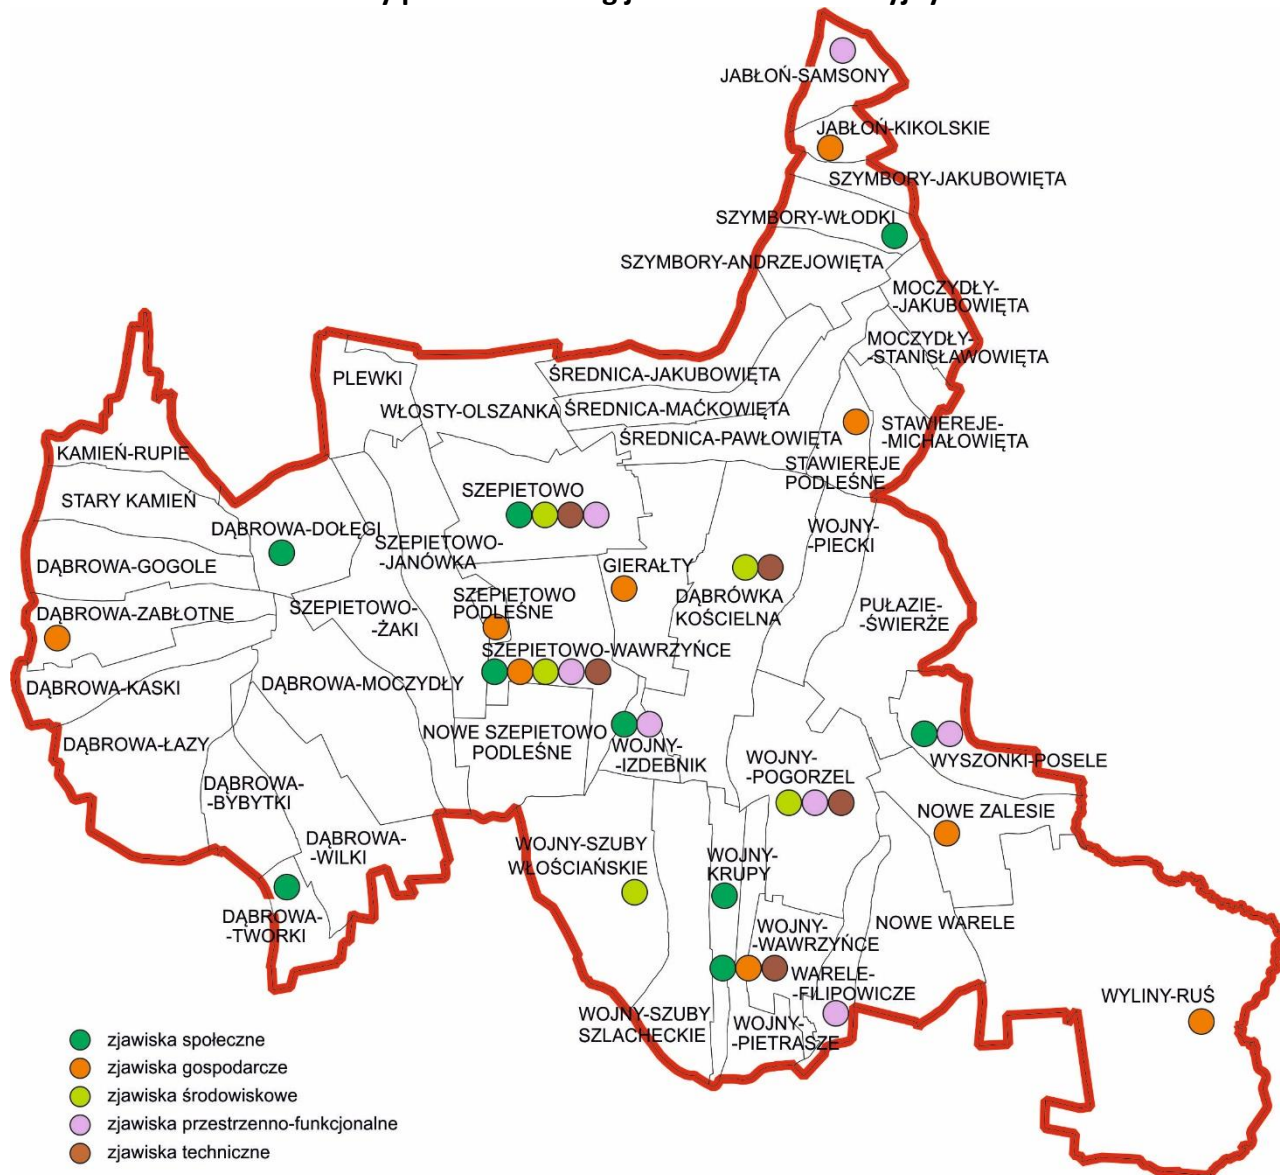 JABŁOŃ-SAMSONY
JABŁOŃ-KIKOLSKIE
SZYMBORY-JAKUBOWIĘTA
SZYMBORY-WŁODKI
SZYMBORY-ANDRZEJOWIĘTA
MOCZYDŁY-
-JAKUBOWIĘTA
MOCZYDŁY-
-STANISŁAWOWIĘTA
PLEWKI
ŚREDNICA-JAKUBOWIĘTA
WŁOSTY-OLSZANKA
ŚREDNICA-MAĆKOWIĘTA
ŚREDNICA-PAWŁOWIĘTA
STAWIEREJE-
-MICHAŁOWIĘTA
STAWIEREJE
PODLEŚNE
KAMIEŃ-RUPIE
STARY KAMIEŃ
SZEPIETOWO
DĄBROWA-DOŁĘGI
SZEPIETOWO-
-JANÓWKA
WOJNY-
-PIECKI
DĄBROWA-GOGOLE
GIERAŁTY
DĄBRÓWKA
KOŚCIELNA
SZEPIETOWO
PODLEŚNE
DĄBROWA-ZABŁOTNE
SZEPIETOWO-
-ŻAKI
PUŁAZIE-
-ŚWIERŻE
SZEPIETOWO-WAWRZYŃCE
DĄBROWA-KASKI
DĄBROWA-MOCZYDŁY
DĄBROWA-ŁAZY
NOWE SZEPIETOWO
PODLEŚNE
WOJNY-
-IZDEBNIK
WOJNY-
-POGORZEL
WYSZONKI-POSELE
DĄBROWA-
-BYBYTKI
NOWE ZALESIE
DĄBROWA-
-WILKI
WOJNY-SZUBY
WŁOŚCIAŃSKIE
WOJNY-
KRUPY
DĄBROWA-
-TWORKI
WOJNY-
-WAWRZYŃCE
NOWE WARELE
WARELE-
-FILIPOWICZE
WYLINY-RUŚ
WOJNY-SZUBY
SZLACHECKIE
WOJNY-
-PIETRASZE
zjawiska społeczne
zjawiska gospodarcze
zjawiska środowiskowe
zjawiska przestrzenno-funkcjonalne
zjawiska techniczne